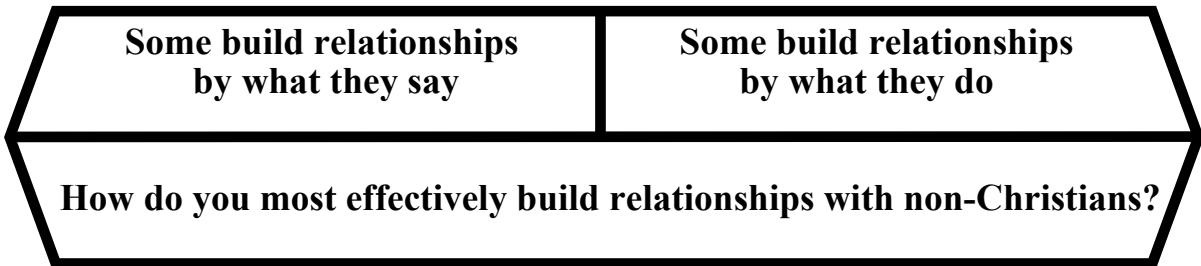 Some build relationships
by what they say
Some build relationships
by what they do
How do you most effectively build relationships with non-Christians?